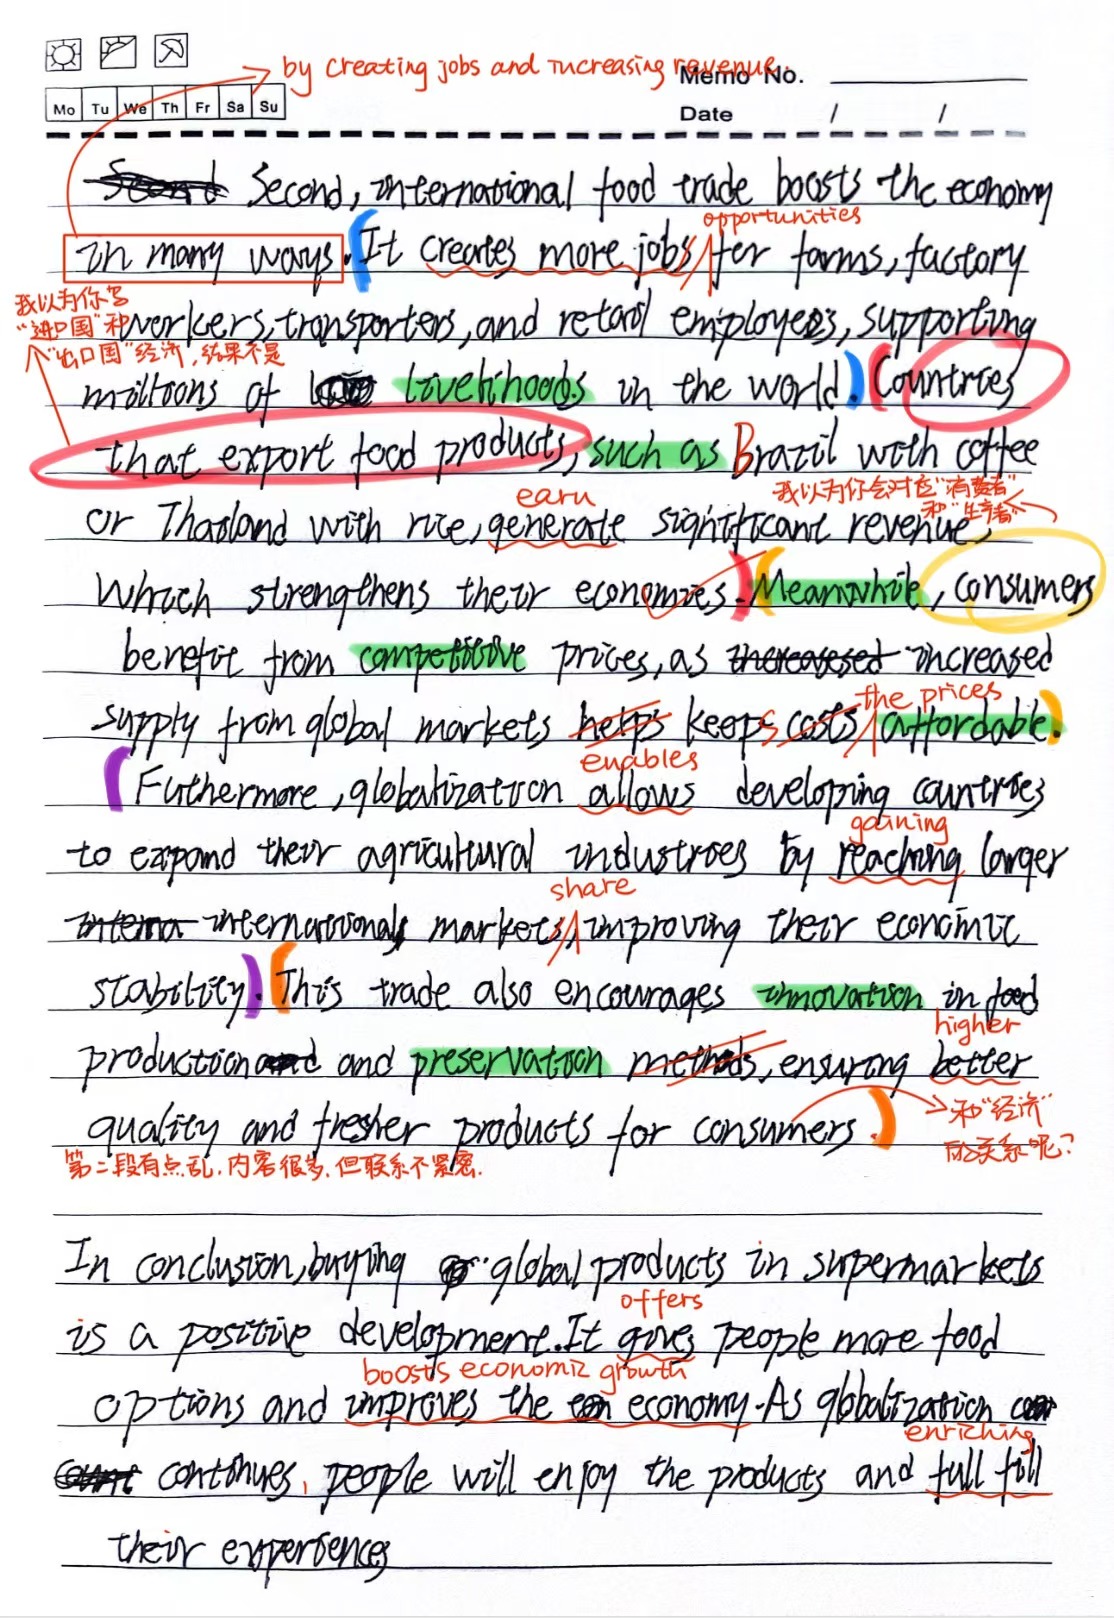 by creating jobs and increasing revenue.
Memo No.
Mo Tu We Th Fr Sa Su
Date / /
Second, international food trade boosts the economy
opportunities
in many ways. It creates more jobs for farms, factory
我以为你写
"进口国"和
"出口国"经济,结果不是
workers, transporters, and retail employees, supporting
millions of livelihoods in the world. Countries
that export food products, such as Brazil with coffee
earn
我以为你会对应"消费者"
和"生产者"
or Thailand with rice, generate significant revenue,
which strengthens their economies. Meanwhile, consumers
benefit from competitive prices, as increasesed increased
the prices
supply from global markets helps keeps costs affordable.
enables
Futhermore, globalization allows developing countries
gaining
to expand their agricultural industries by reaching larger
share
interna international markets, improving their economic
stability. This trade also encourages innovation in food
higher
production and and preservation methods, ensuring better
quality and fresher products for consumers.
和"经济"
的关系呢?
第二段有点乱,内容很多,但联系不紧密.
In conclusion, buying global products in supermarkets
offers
is a positive development. It gives people more food
boosts economic growth
options and improves the economy. As globalization
enriching
continues, people will enjoy the products and full fill
their experiences